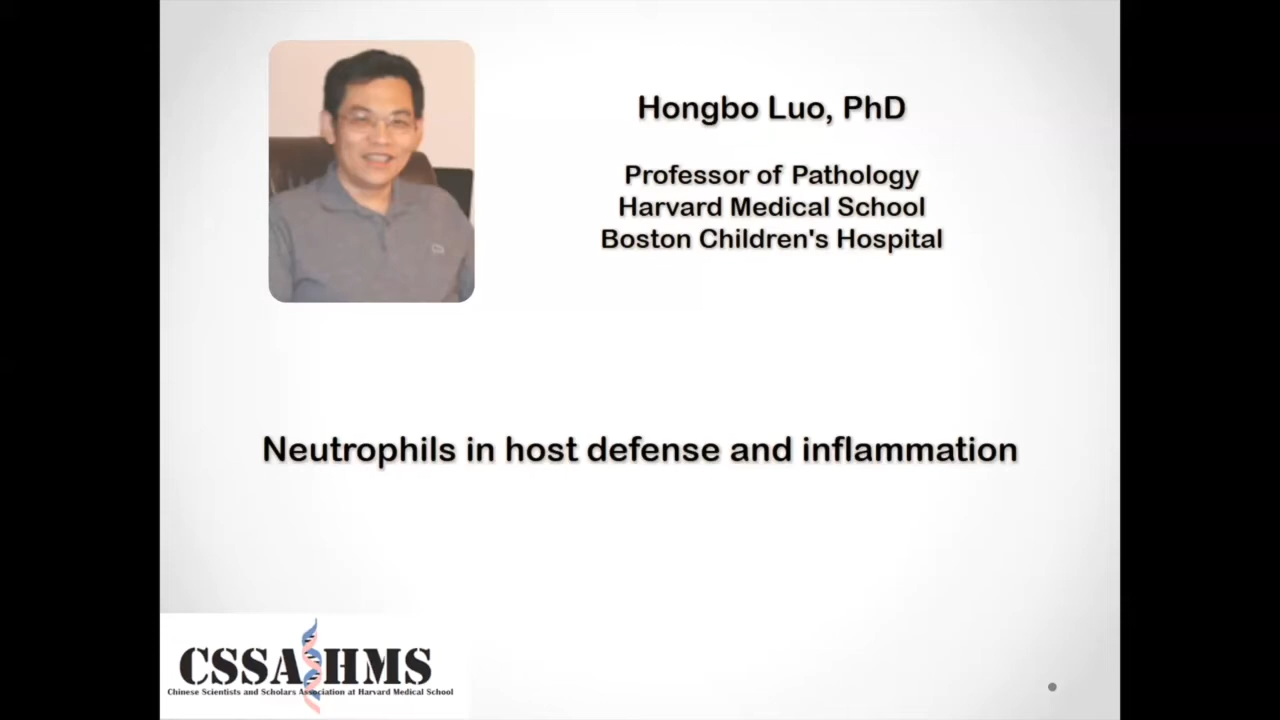 Hongbo Luo, PhD
Professor of Pathology
Harvard Medical School
Boston Children's Hospital
Neutrophils in host defense and inflammation
CSSA HMS
Chinese Scientists and Scholars Association at Harvard Medical School